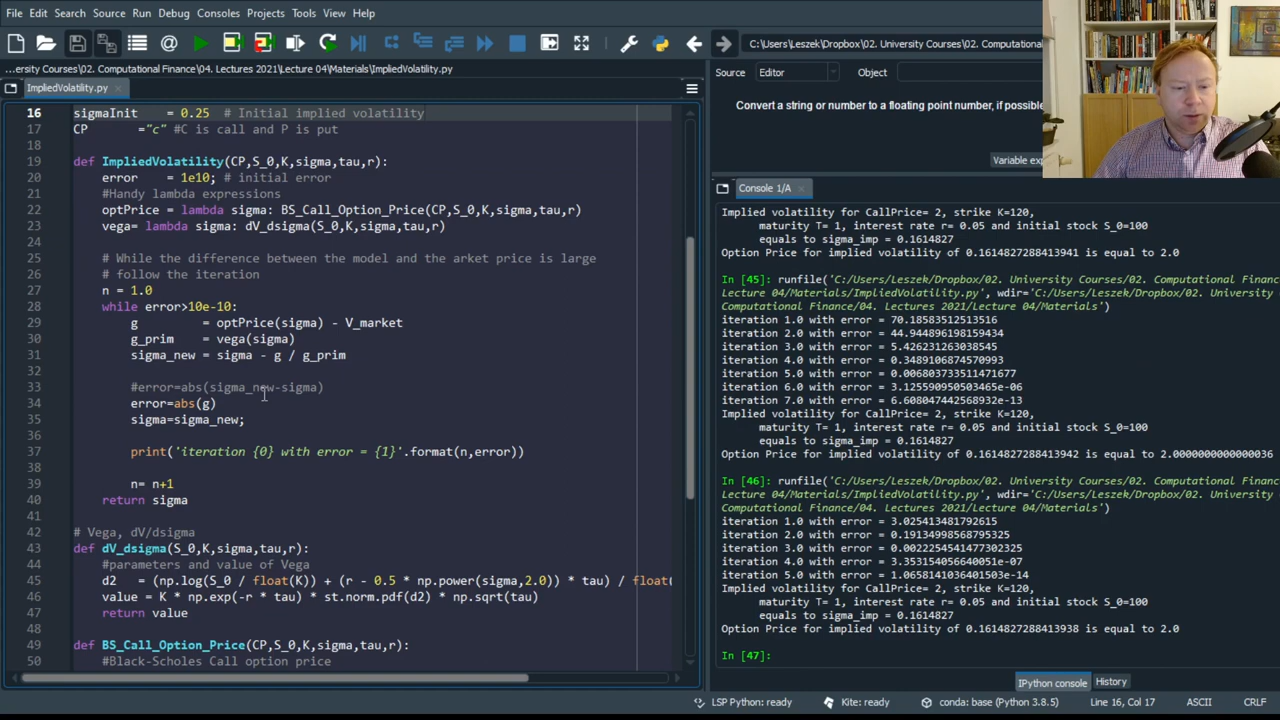 File Edit Search Source Run Debug Consoles Projects Tools View Help
C:\Users\Leszek\Dropbox\02. University Courses\02. Computational Finance\04.
...ersity Courses\02. Computational Finance\04. Lectures 2021\Lecture 04\Materials\ImpliedVolatility.py
ImpliedVolatility.py
16 sigmaInit = 0.25 # Initial implied volatility
17 CP ="c" #C is call and P is put
18
19 def ImpliedVolatility(CP,S_0,K,sigma,tau,r):
20 error = 1e10; # initial error
21 #Handy lambda expressions
22 optPrice = lambda sigma: BS_Call_Option_Price(CP,S_0,K,sigma,tau,r)
23 vega= lambda sigma: dV_dsigma(S_0,K,sigma,tau,r)
24
25 # While the difference between the model and the arket price is large
26 # follow the iteration
27 n = 1.0
28 while error>10e-10:
29 g = optPrice(sigma) - V_market
30 g_prim = vega(sigma)
31 sigma_new = sigma - g / g_prim
32
33 #error=abs(sigma_new-sigma)
34 error=abs(g)
35 sigma=sigma_new;
36
37 print('iteration {0} with error = {1}'.format(n,error))
38
39 n= n+1
40 return sigma
41
42 # Vega, dV/dsigma
43 def dV_dsigma(S_0,K,sigma,tau,r):
44 #parameters and value of Vega
45 d2 = (np.log(S_0 / float(K)) + (r - 0.5 * np.power(sigma,2.0)) * tau) / float(
46 value = K * np.exp(-r * tau) * st.norm.pdf(d2) * np.sqrt(tau)
47 return value
48
49 def BS_Call_Option_Price(CP,S_0,K,sigma,tau,r):
50 #Black-Scholes Call option price
Source Editor Object
Convert a string or number to a floating point number, if possible
Variable exp
Console 1/A
Implied volatility for CallPrice= 2, strike K=120,
maturity T= 1, interest rate r= 0.05 and initial stock S_0=100
equals to sigma_imp = 0.1614827
Option Price for implied volatility of 0.1614827288413941 is equal to 2.0
In [45]: runfile('C:/Users/Leszek/Dropbox/02. University Courses/02. Computational Finance
Lecture 04/Materials/ImpliedVolatility.py', wdir='C:/Users/Leszek/Dropbox/02. University
Courses/02. Computational Finance/04. Lectures 2021/Lecture 04/Materials')
iteration 1.0 with error = 70.18583512513516
iteration 2.0 with error = 44.944896198159434
iteration 3.0 with error = 5.426231263038545
iteration 4.0 with error = 0.3489106874570993
iteration 5.0 with error = 0.006803733511471677
iteration 6.0 with error = 3.125590950503465e-06
iteration 7.0 with error = 6.608047442568932e-13
Implied volatility for CallPrice= 2, strike K=120,
maturity T= 1, interest rate r= 0.05 and initial stock S_0=100
equals to sigma_imp = 0.1614827
Option Price for implied volatility of 0.1614827288413942 is equal to 2.0000000000000036
In [46]: runfile('C:/Users/Leszek/Dropbox/02. University Courses/02. Computational Finance
Lecture 04/Materials/ImpliedVolatility.py', wdir='C:/Users/Leszek/Dropbox/02. University
Courses/02. Computational Finance/04. Lectures 2021/Lecture 04/Materials')
iteration 1.0 with error = 3.025413481792615
iteration 2.0 with error = 0.19134998568795325
iteration 3.0 with error = 0.0022254541477302325
iteration 4.0 with error = 3.353154056640051e-07
iteration 5.0 with error = 1.0658141036401503e-14
Implied volatility for CallPrice= 2, strike K=120,
maturity T= 1, interest rate r= 0.05 and initial stock S_0=100
equals to sigma_imp = 0.1614827
Option Price for implied volatility of 0.1614827288413938 is equal to 2.0
In [47]:
IPython console History
LSP Python: ready Kite: ready conda: base (Python 3.8.5) Line 16, Col 17 ASCII CRLF